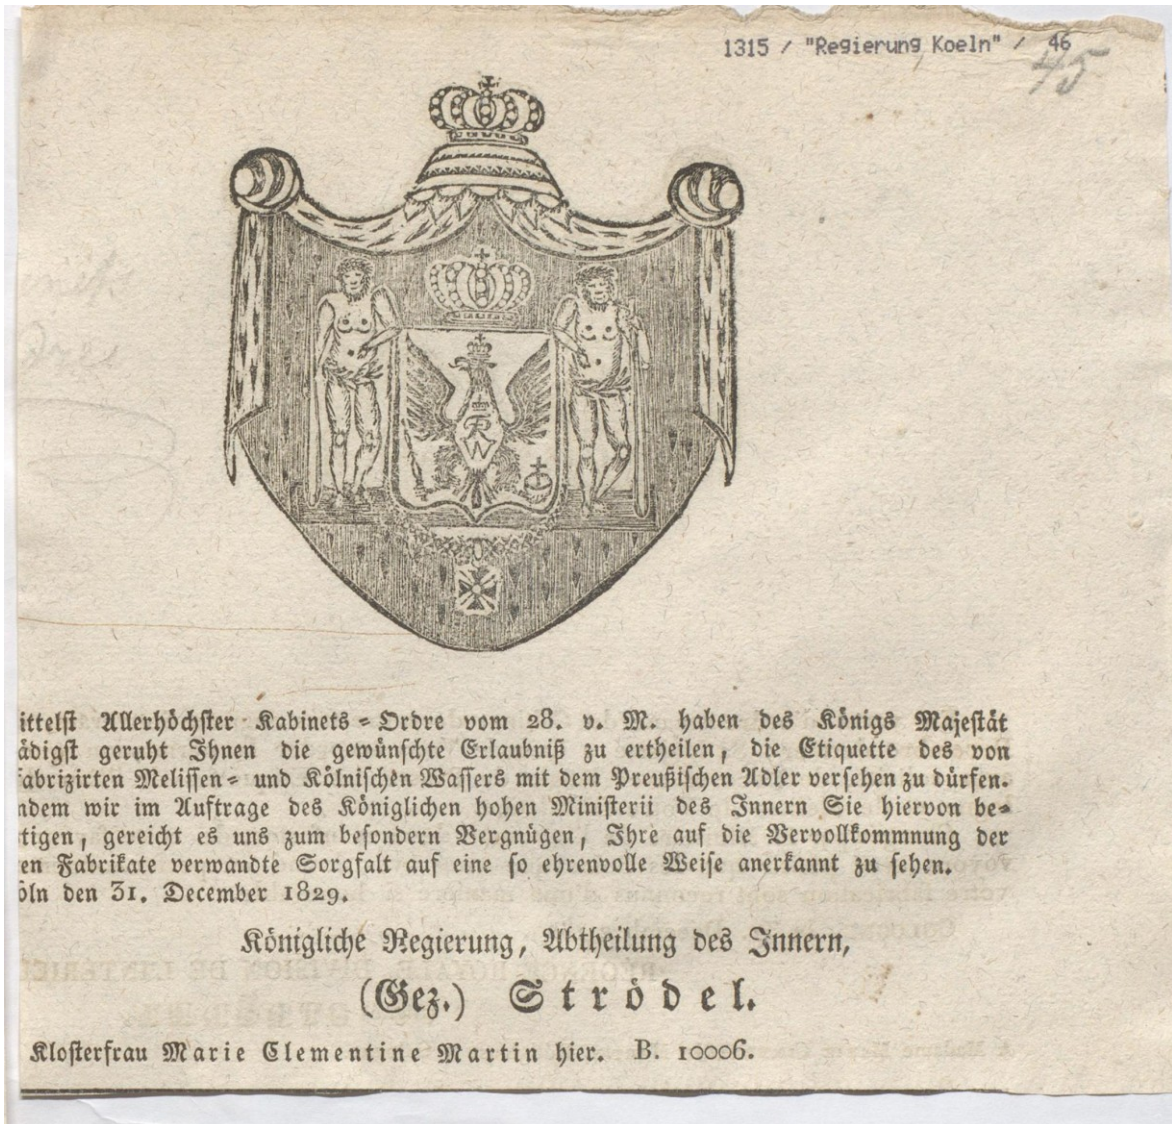 1315 / "Regierung Koeln" / 46
45
FRW
ittelst Allerhöchster Kabinets = Ordre vom 28. v. M. haben des Königs Majestät
ädigst geruht Ihnen die gewünschte Erlaubniß zu ertheilen, die Etiquette des von
fabrizirten Melissen = und Kölnischen Wassers mit dem Preußischen Adler versehen zu dürfen.
ndem wir im Auftrage des Königlichen hohen Ministerii des Innern Sie hiervon be=
tigen, gereicht es uns zum besondern Vergnügen, Ihre auf die Vervollkommnung der
en Fabrikate verwandte Sorgfalt auf eine so ehrenvolle Weise anerkannt zu sehen.
öln den 31. December 1829.
Königliche Regierung, Abtheilung des Innern,
(Gez.) Strödel.
Klosterfrau Marie Clementine Martin hier. B. 10006.